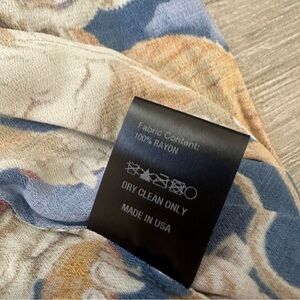 Fabric Content:
100% RAYON
DRY CLEAN ONLY
MADE IN USA